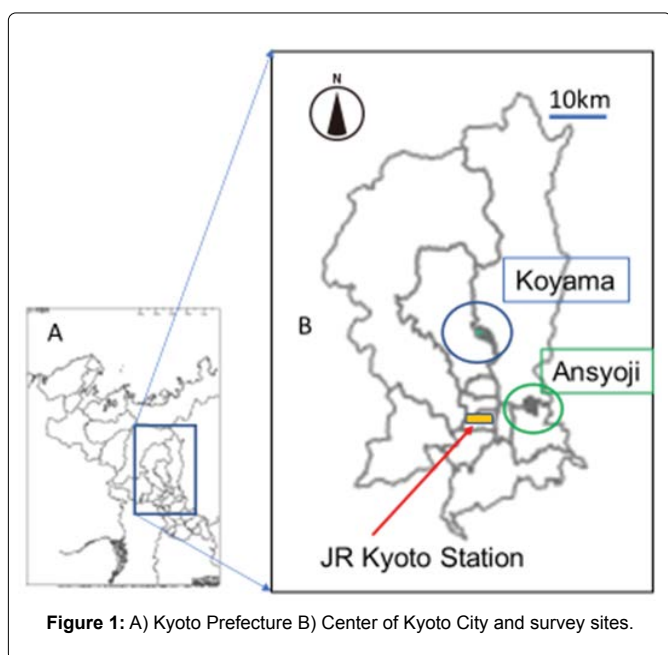 N
10km
Koyama
A
B
Ansyoji
JR Kyoto Station
Figure 1: A) Kyoto Prefecture B) Center of Kyoto City and survey sites.